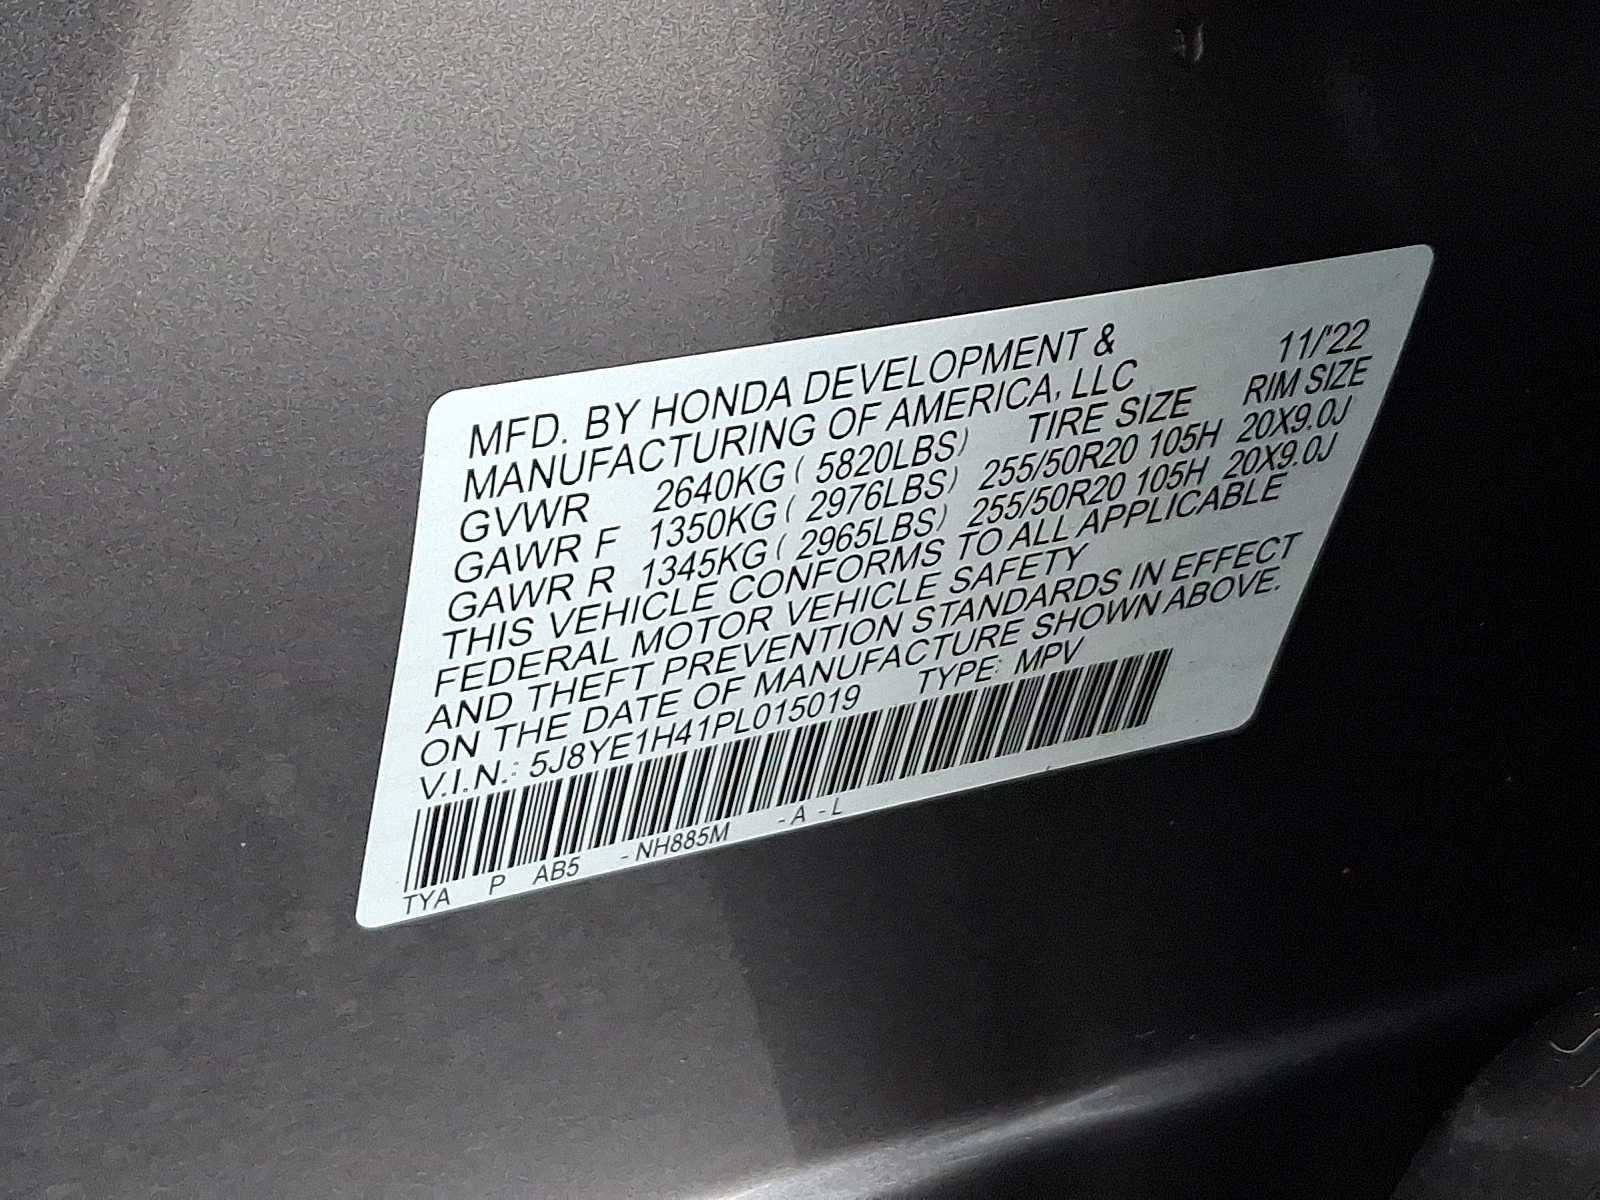 MFD. BY HONDA DEVELOPMENT & 11/'22
MANUFACTURING OF AMERICA, LLC
TIRE SIZE RIM SIZE
GVWR 2640KG ( 5820LBS)
GAWR F 1350KG ( 2976LBS) 255/50R20 105H 20X9.0J
GAWR R 1345KG ( 2965LBS) 255/50R20 105H 20X9.0J
THIS VEHICLE CONFORMS TO ALL APPLICABLE
FEDERAL MOTOR VEHICLE SAFETY
AND THEFT PREVENTION STANDARDS IN EFFECT
ON THE DATE OF MANUFACTURE SHOWN ABOVE.
V.I.N.: 5J8YE1H41PL015019 TYPE: MPV
TYA P AB5 -NH885M -A -L